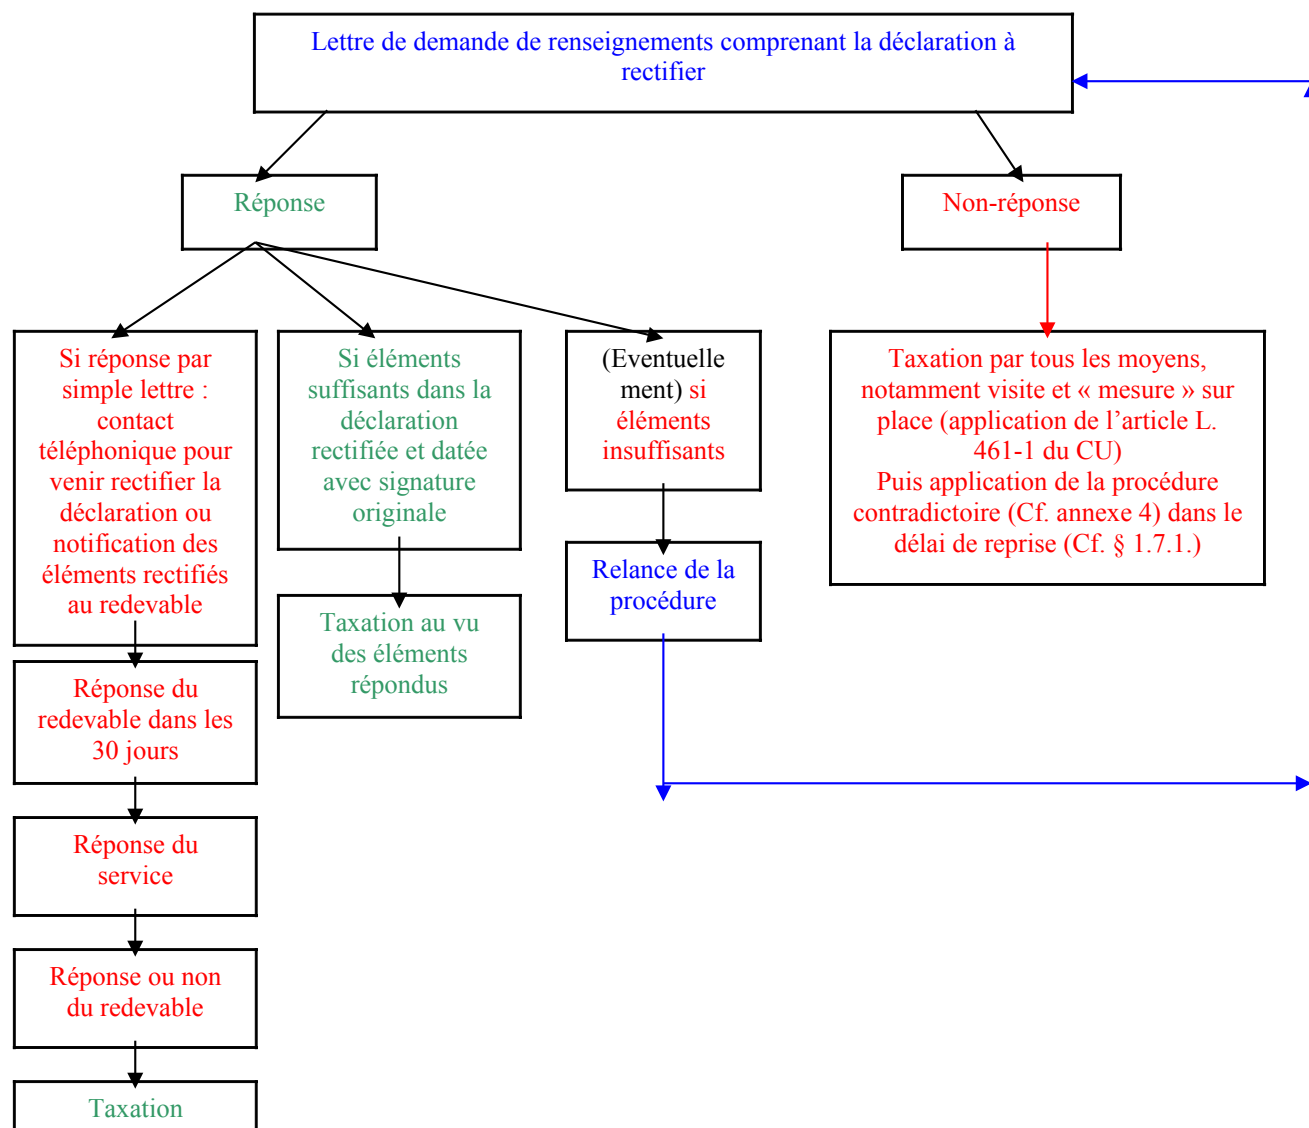 Lettre de demande de renseignements comprenant la déclaration à
rectifier
Réponse
Non-réponse
Si réponse par
simple lettre :
contact
téléphonique pour
venir rectifier la
déclaration ou
notification des
éléments rectifiés
au redevable
Si éléments
suffisants dans la
déclaration
rectifiée et datée
avec signature
originale
(Eventuelle
ment) si
éléments
insuffisants
Taxation par tous les moyens,
notamment visite et « mesure » sur
place (application de l’article L.
461-1 du CU)
Puis application de la procédure
contradictoire (Cf. annexe 4) dans le
délai de reprise (Cf. § 1.7.1.)
Relance de la
procédure
Taxation au vu
des éléments
répondus
Réponse du
redevable dans les
30 jours
Réponse du
service
Réponse ou non
du redevable
Taxation